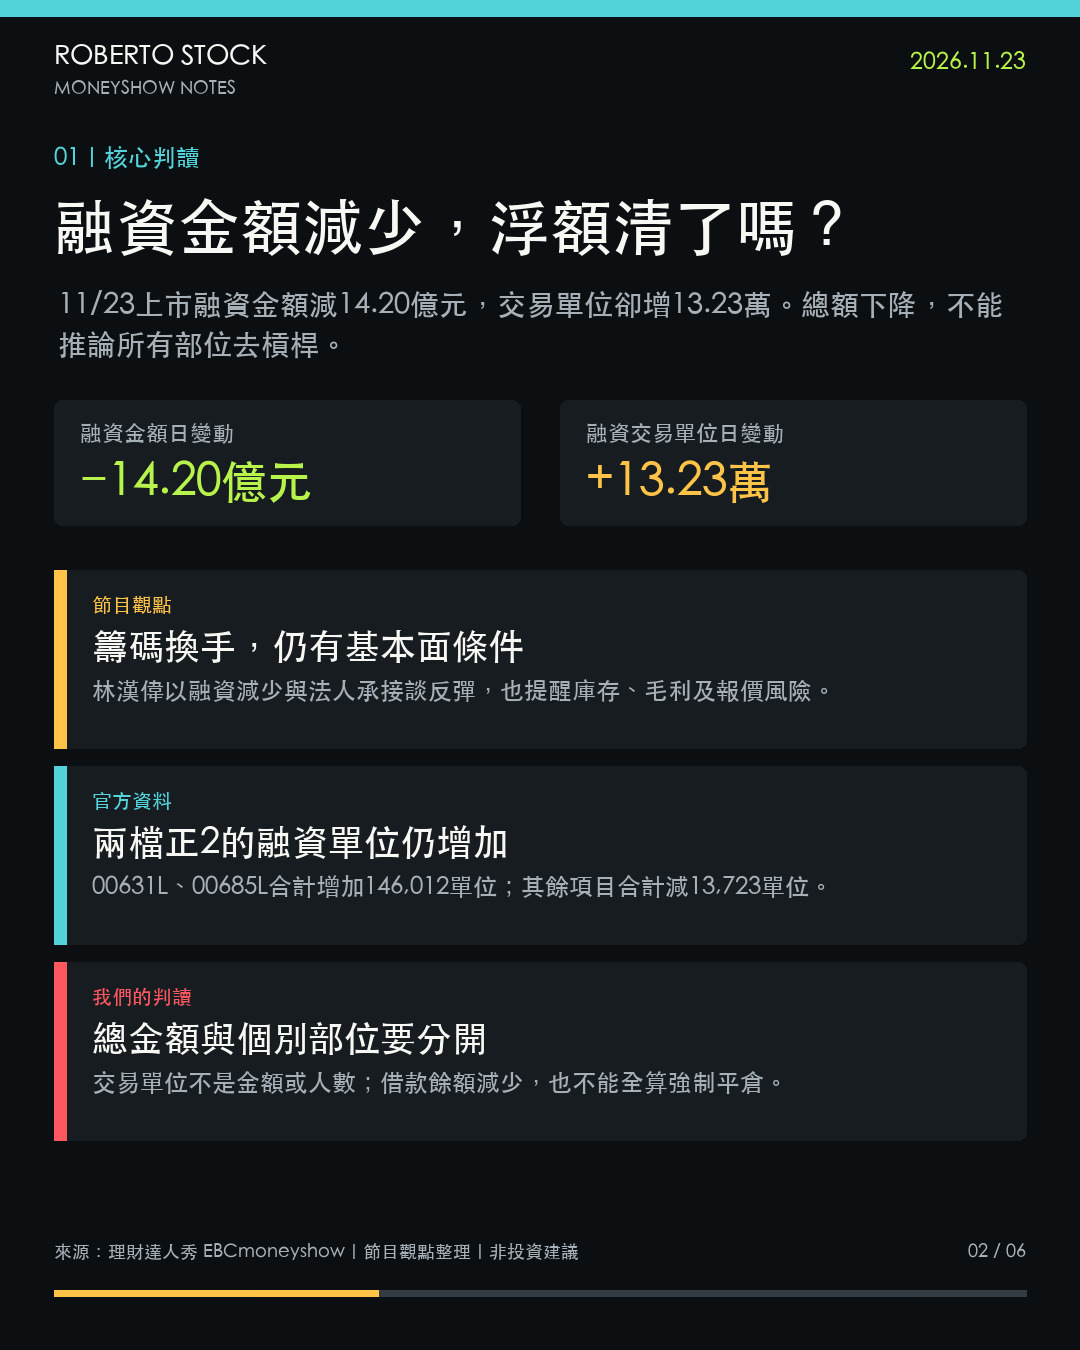 ROBERTO STOCK
MONEYSHOW NOTES
2026.11.23
01｜核心判讀
融資金額減少，浮額清了嗎？
11/23上市融資金額減14.20億元，交易單位卻增13.23萬。總額下降，不能
推論所有部位去槓桿。
融資金額日變動
−14.20億元
融資交易單位日變動
+13.23萬
節目觀點
籌碼換手，仍有基本面條件
林漢偉以融資減少與法人承接談反彈，也提醒庫存、毛利及報價風險。
官方資料
兩檔正2的融資單位仍增加
00631L、00685L合計增加146,012單位；其餘項目合計減13,723單位。
我們的判讀
總金額與個別部位要分開
交易單位不是金額或人數；借款餘額減少，也不能全算強制平倉。
來源：理財達人秀 EBCmoneyshow｜節目觀點整理｜非投資建議
02 / 06